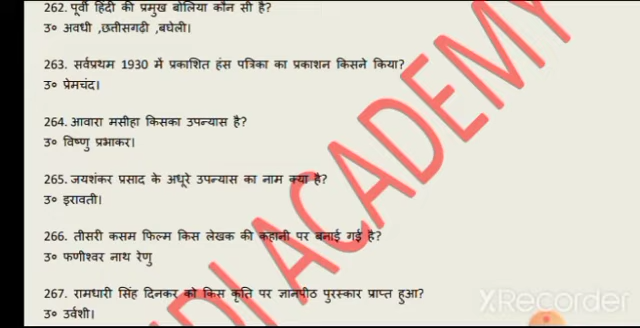 262. पूर्वी हिंदी की प्रमुख बोलिया कौन सी है?
उ० अवधी ,छतीसगढ़ी ,बघेली।
263. सर्वप्रथम 1930 में प्रकाशित हंस पत्रिका का प्रकाशन किसने किया?
उ० प्रेमचंद।
264. आवारा मसीहा किसका उपन्यास है?
उ० विष्णु प्रभाकर।
265. जयशंकर प्रसाद के अधूरे उपन्यास का नाम क्या है?
उ० इरावती।
266. तीसरी कसम फिल्म किस लेखक की कहानी पर बनाई गई है?
उ० फणीश्वर नाथ रेणु
267. रामधारी सिंह दिनकर को किस कृति पर ज्ञानपीठ पुरस्कार प्राप्त हुआ?
उ० उर्वशी।
DI ACADEMY
XRecorder